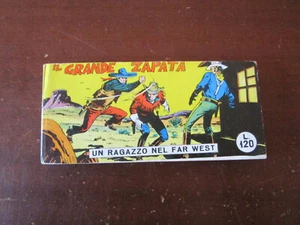 IL GRANDE ZAPATA
UN RAGAZZO NEL FAR WEST
L.
120